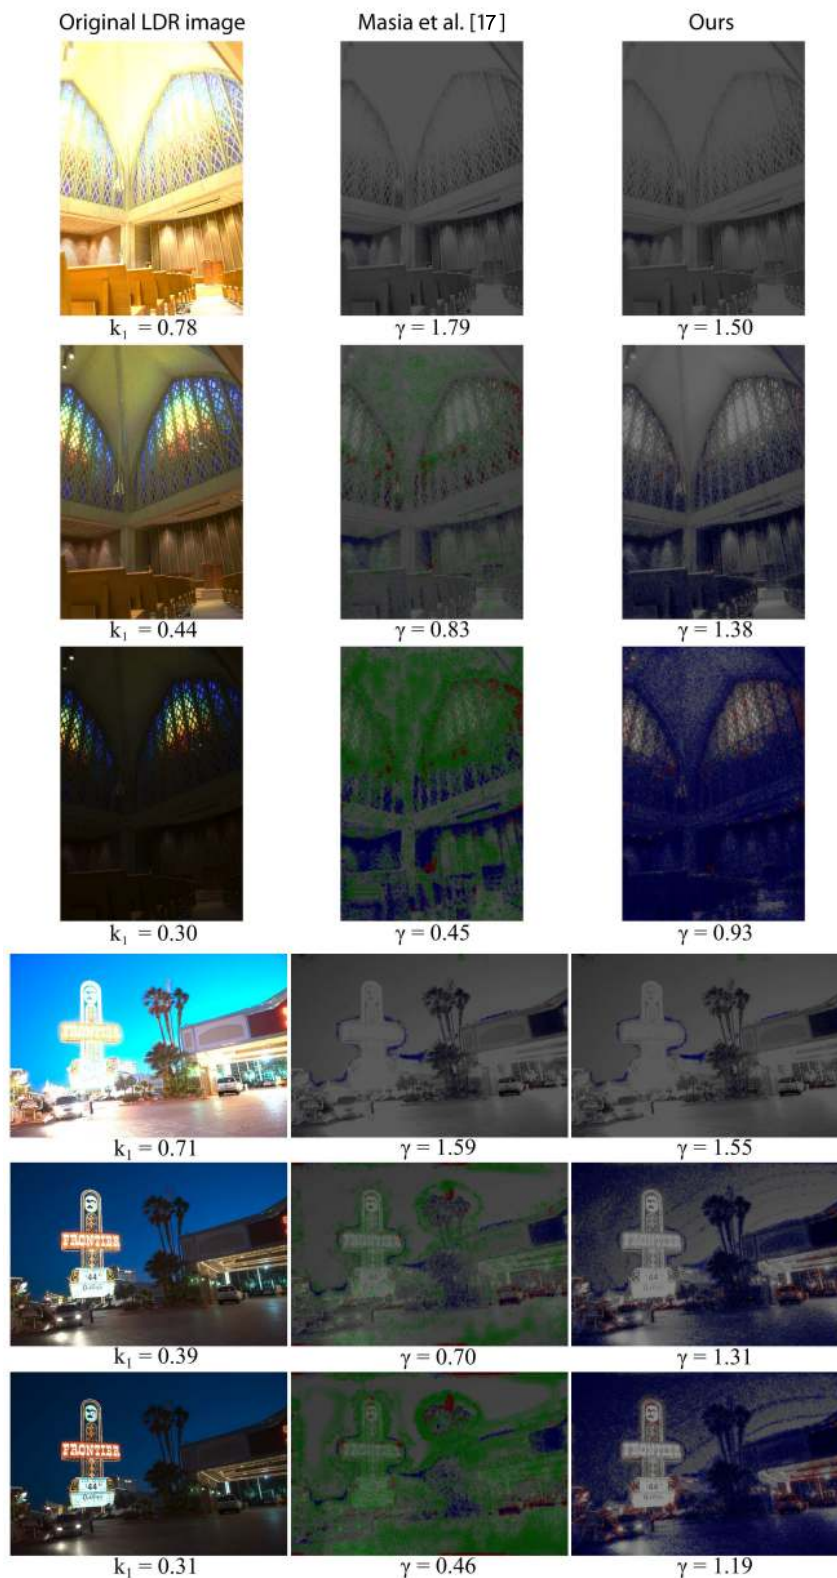 Original LDR image Masia et al. [17] Ours
k₁ = 0.78 γ = 1.79 γ = 1.50
k₁ = 0.44 γ = 0.83 γ = 1.38
k₁ = 0.30 γ = 0.45 γ = 0.93
FRONTIER
k₁ = 0.71 γ = 1.59 γ = 1.55
FRONTIER
44
k₁ = 0.39 γ = 0.70 γ = 1.31
FRONTIER
44
k₁ = 0.31 γ = 0.46 γ = 1.19